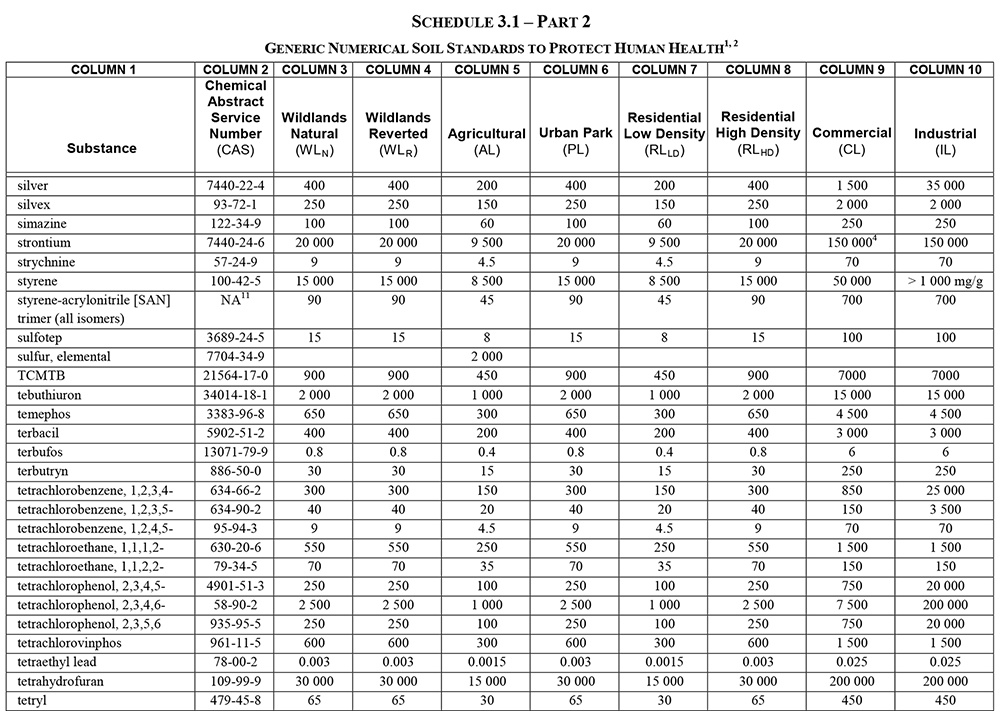 SCHEDULE 3.1 – PART 2
GENERIC NUMERICAL SOIL STANDARDS TO PROTECT HUMAN HEALTH1, 2
COLUMN 1 COLUMN 2 COLUMN 3 COLUMN 4 COLUMN 5 COLUMN 6 COLUMN 7 COLUMN 8 COLUMN 9 COLUMN 10
Substance Chemical Abstract Service Number (CAS) Wildlands Natural (WLN) Wildlands Reverted (WLR) Agricultural (AL) Urban Park (PL) Residential Low Density (RLLD) Residential High Density (RLHD) Commercial (CL) Industrial (IL)
silver 7440-22-4 400 400 200 400 200 400 1 500 35 000
silvex 93-72-1 250 250 150 250 150 250 2 000 2 000
simazine 122-34-9 100 100 60 100 60 100 250 250
strontium 7440-24-6 20 000 20 000 9 500 20 000 9 500 20 000 150 0004 150 000
strychnine 57-24-9 9 9 4.5 9 4.5 9 70 70
styrene 100-42-5 15 000 15 000 8 500 15 000 8 500 15 000 50 000 > 1 000 mg/g
styrene-acrylonitrile [SAN] NA11 90 90 45 90 45 90 700 700
trimer (all isomers)
sulfotep 3689-24-5 15 15 8 15 8 15 100 100
sulfur, elemental 7704-34-9 2 000
TCMTB 21564-17-0 900 900 450 900 450 900 7000 7000
tebuthiuron 34014-18-1 2 000 2 000 1 000 2 000 1 000 2 000 15 000 15 000
temephos 3383-96-8 650 650 300 650 300 650 4 500 4 500
terbacil 5902-51-2 400 400 200 400 200 400 3 000 3 000
terbufos 13071-79-9 0.8 0.8 0.4 0.8 0.4 0.8 6 6
terbutryn 886-50-0 30 30 15 30 15 30 250 250
tetrachlorobenzene, 1,2,3,4- 634-66-2 300 300 150 300 150 300 850 25 000
tetrachlorobenzene, 1,2,3,5- 634-90-2 40 40 20 40 20 40 150 3 500
tetrachlorobenzene, 1,2,4,5- 95-94-3 9 9 4.5 9 4.5 9 70 70
tetrachloroethane, 1,1,1,2- 630-20-6 550 550 250 550 250 550 1 500 1 500
tetrachloroethane, 1,1,2,2- 79-34-5 70 70 35 70 35 70 150 150
tetrachlorophenol, 2,3,4,5- 4901-51-3 250 250 100 250 100 250 750 20 000
tetrachlorophenol, 2,3,4,6- 58-90-2 2 500 2 500 1 000 2 500 1 000 2 500 7 500 200 000
tetrachlorophenol, 2,3,5,6 935-95-5 250 250 100 250 100 250 750 20 000
tetrachlorovinphos 961-11-5 600 600 300 600 300 600 1 500 1 500
tetraethyl lead 78-00-2 0.003 0.003 0.0015 0.003 0.0015 0.003 0.025 0.025
tetrahydrofuran 109-99-9 30 000 30 000 15 000 30 000 15 000 30 000 200 000 200 000
tetryl 479-45-8 65 65 30 65 30 65 450 450